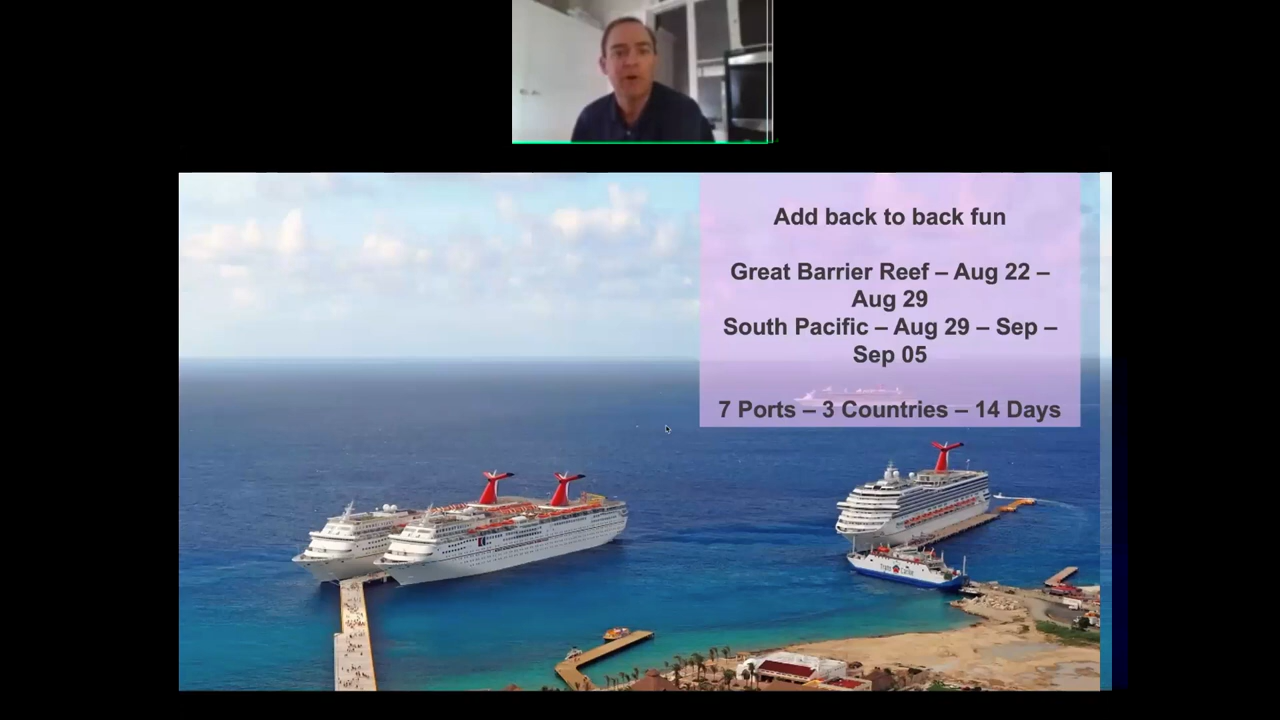 Add back to back fun
Great Barrier Reef – Aug 22 –
Aug 29
South Pacific – Aug 29 – Sep –
Sep 05
7 Ports – 3 Countries – 14 Days